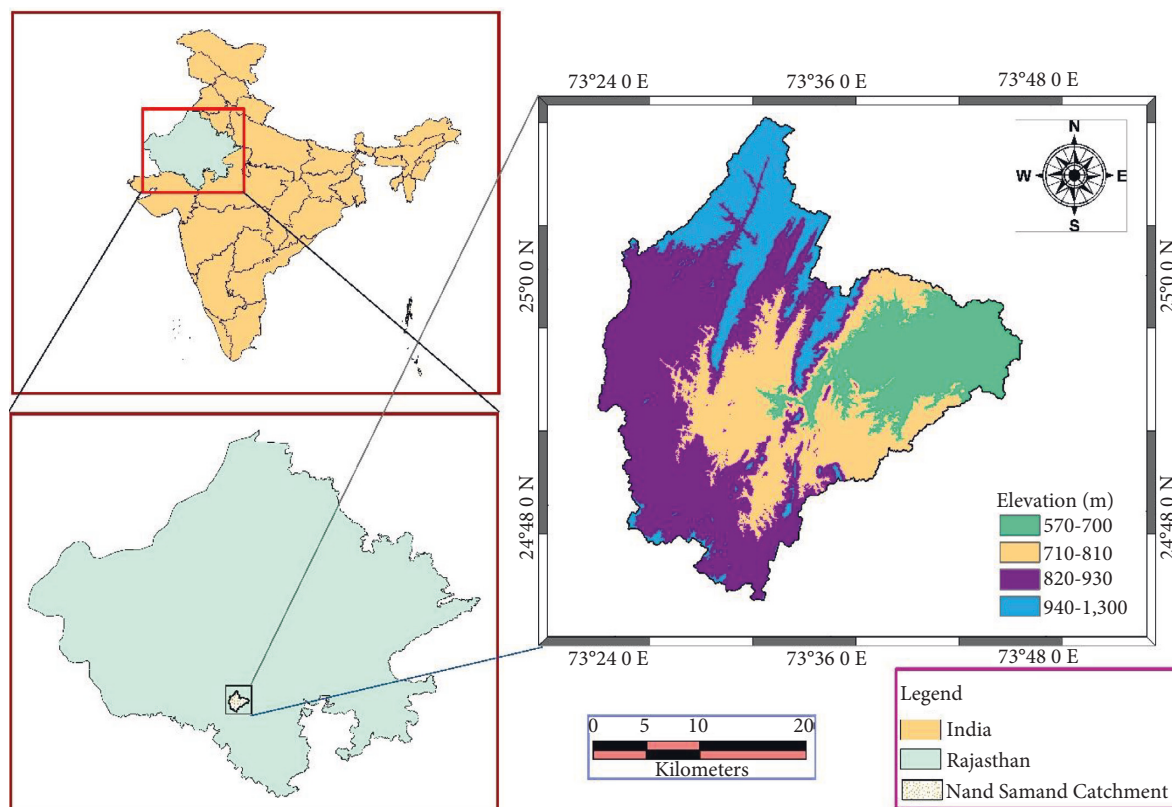 73°24 0 E
73°36 0 E
73°48 0 E
N
W
E
S
25°0 0 N
25°0 0 N
24°48 0 N
24°48 0 N
Elevation (m)
570-700
710-810
820-930
940-1,300
73°24 0 E
73°36 0 E
73°48 0 E
0
5
10
20
Kilometers
Legend
India
Rajasthan
Nand Samand Catchment